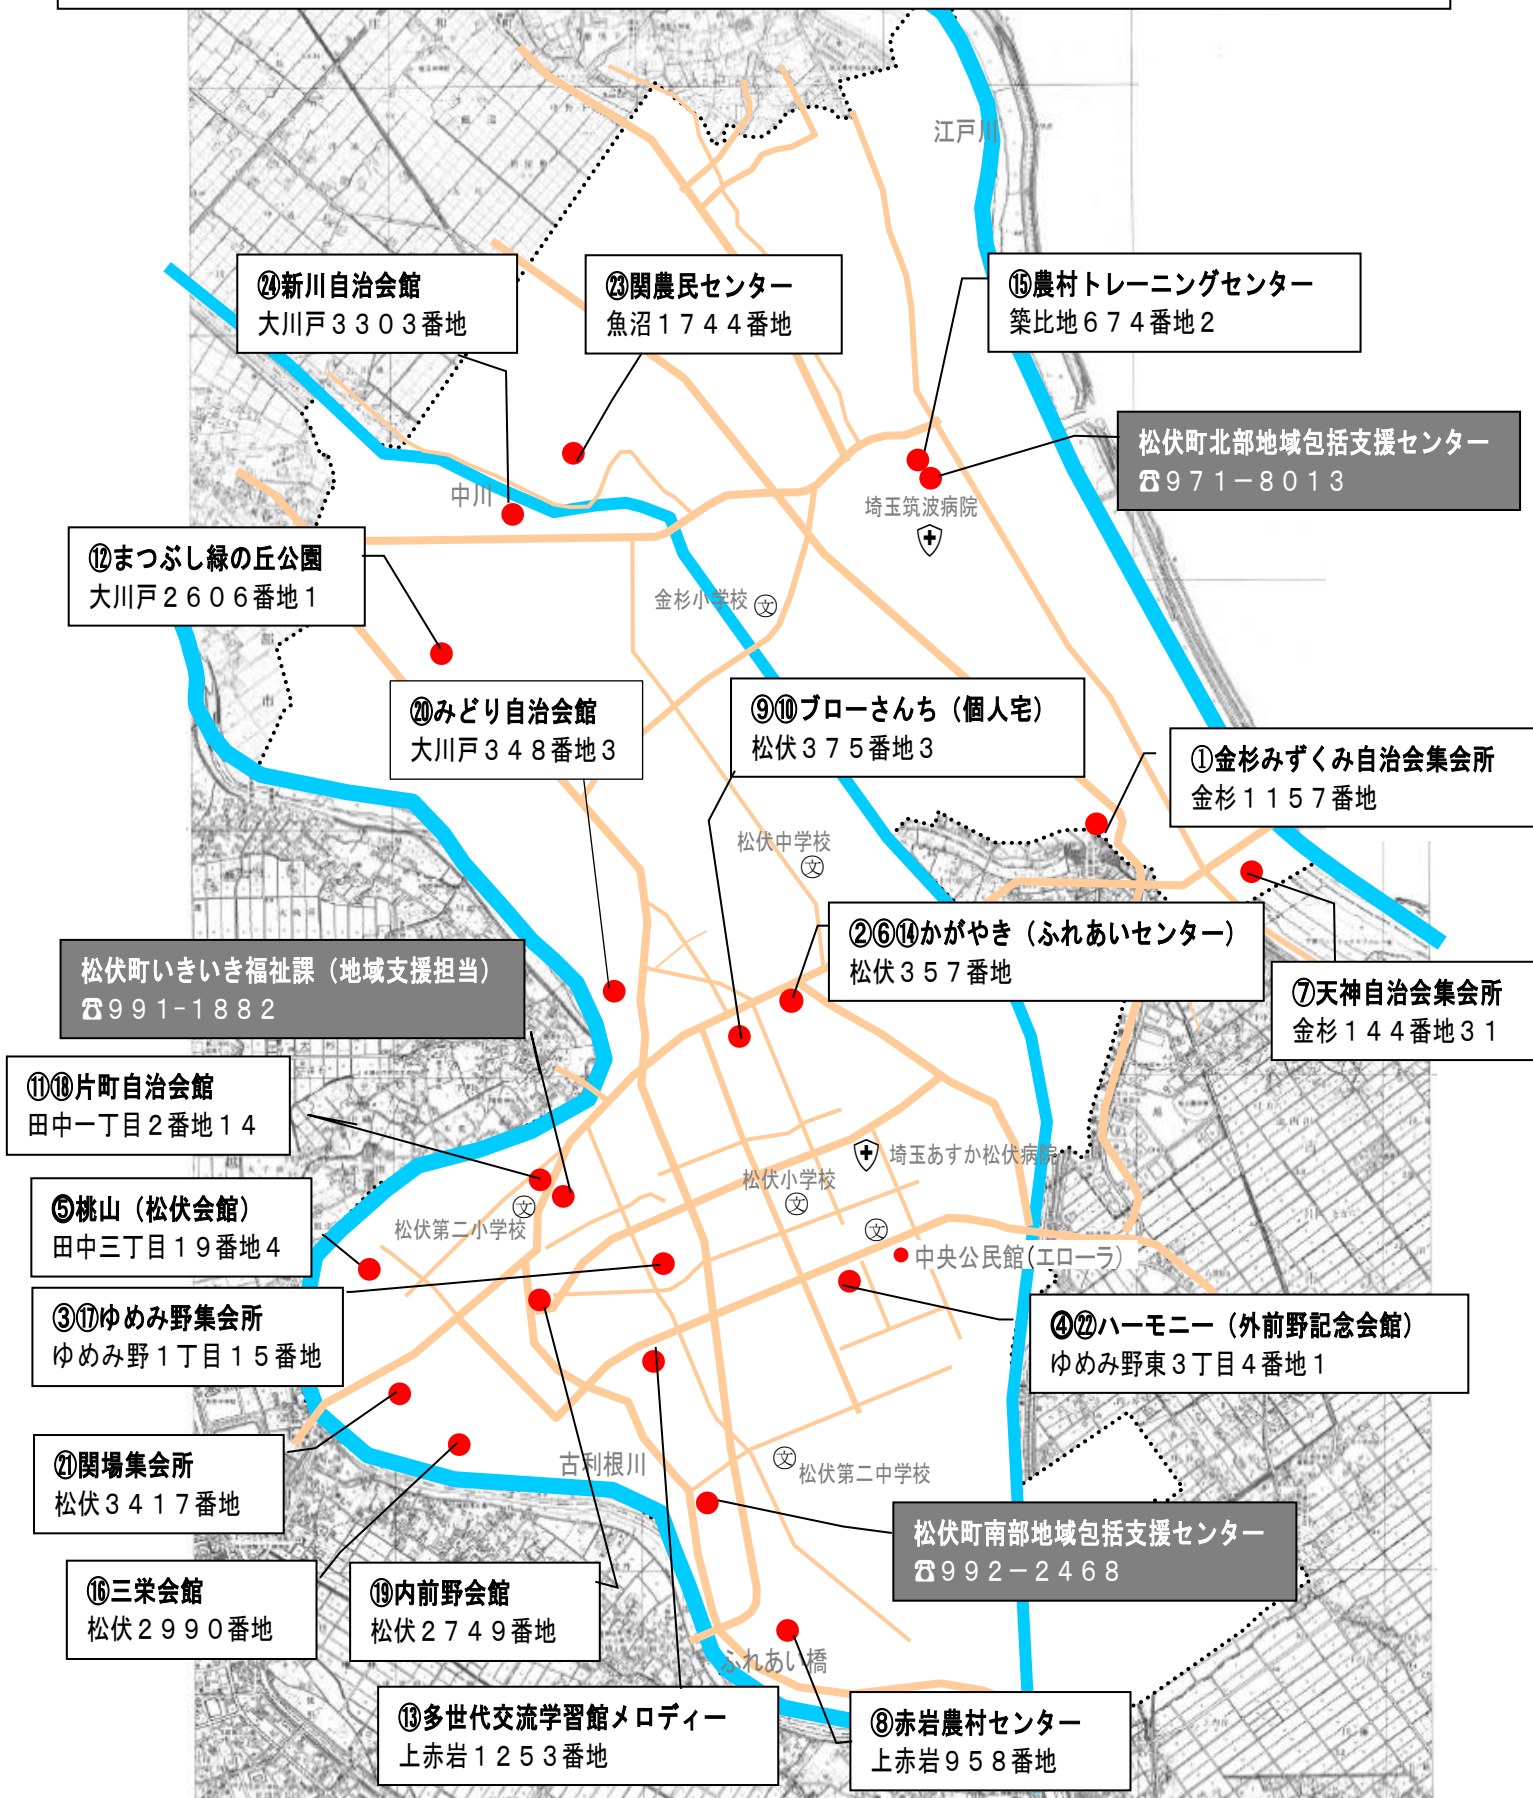 江戸川
㉔新川自治会館
大川戸３３０３番地
㉓関農民センター
魚沼１７４４番地
⑮農村トレーニングセンター
築比地６７４番地２
松伏町北部地域包括支援センター
☎９７１－８０１３
中川
埼玉筑波病院
⑫まつぶし緑の丘公園
大川戸２６０６番地１
金杉小学校
文
⑳みどり自治会館
大川戸３４８番地３
⑨⑩ブローさんち（個人宅）
松伏３７５番地３
①金杉みずくみ自治会集会所
金杉１１５７番地
松伏中学校
文
②⑥⑭かがやき（ふれあいセンター）
松伏３５７番地
松伏町いきいき福祉課（地域支援担当）
☎９９１-１８８２
⑦天神自治会集会所
金杉１４４番地３１
⑪⑱片町自治会館
田中一丁目２番地１４
埼玉あすか松伏病院
松伏小学校
文
⑤桃山（松伏会館）
田中三丁目１９番地４
松伏第二小学校
文
文
中央公民館(エローラ)
③⑰ゆめみ野集会所
ゆめみ野１丁目１５番地
④㉒ハーモニー（外前野記念会館）
ゆめみ野東３丁目４番地１
㉑関場集会所
松伏３４１７番地
古利根川
文
松伏第二中学校
松伏町南部地域包括支援センター
☎９９２－２４６８
⑯三栄会館
松伏２９９０番地
⑲内前野会館
松伏２７４９番地
ふれあい橋
⑬多世代交流学習館メロディー
上赤岩１２５３番地
⑧赤岩農村センター
上赤岩９５８番地